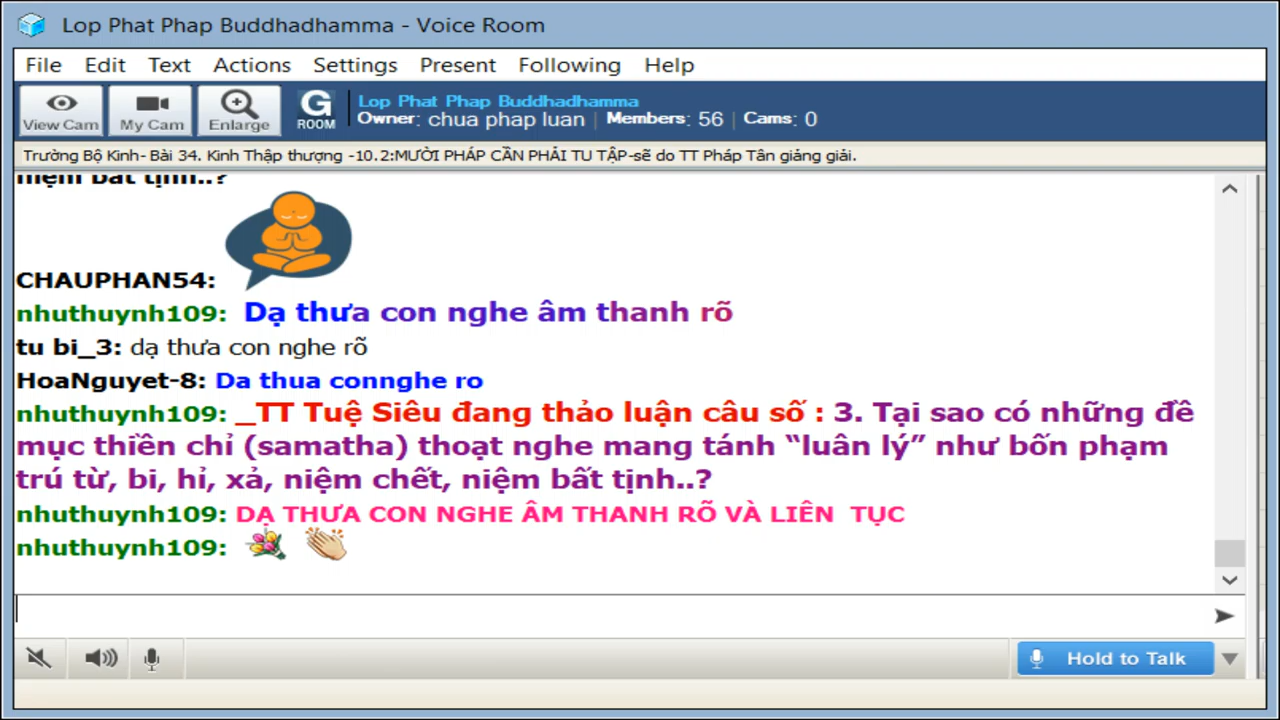 Lop Phat Phap Buddhadhamma - Voice Room
File Edit Text Actions Settings Present Following Help
View Cam My Cam Enlarge G ROOM
Lop Phat Phap Buddhadhamma
Owner: chua phap luan | Members: 56 | Cams: 0
Trường Bộ Kinh- Bài 34. Kinh Thập thượng -10.2:MƯỜI PHÁP CẦN PHẢI TU TẬP-sẽ do TT Pháp Tân giảng giải.
niệm bất tịnh..?
CHAUPHAN54:
nhuthuynh109: Dạ thưa con nghe âm thanh rõ
tu bi_3: dạ thưa con nghe rõ
HoaNguyet-8: Da thua connghe ro
nhuthuynh109: _TT Tuệ Siêu đang thảo luận câu số : 3. Tại sao có những đề
mục thiền chỉ (samatha) thoạt nghe mang tánh “luân lý” như bốn phạm
trú từ, bi, hỉ, xả, niệm chết, niệm bất tịnh..?
nhuthuynh109: DẠ THƯA CON NGHE ÂM THANH RÕ VÀ LIÊN TỤC
nhuthuynh109:
Hold to Talk